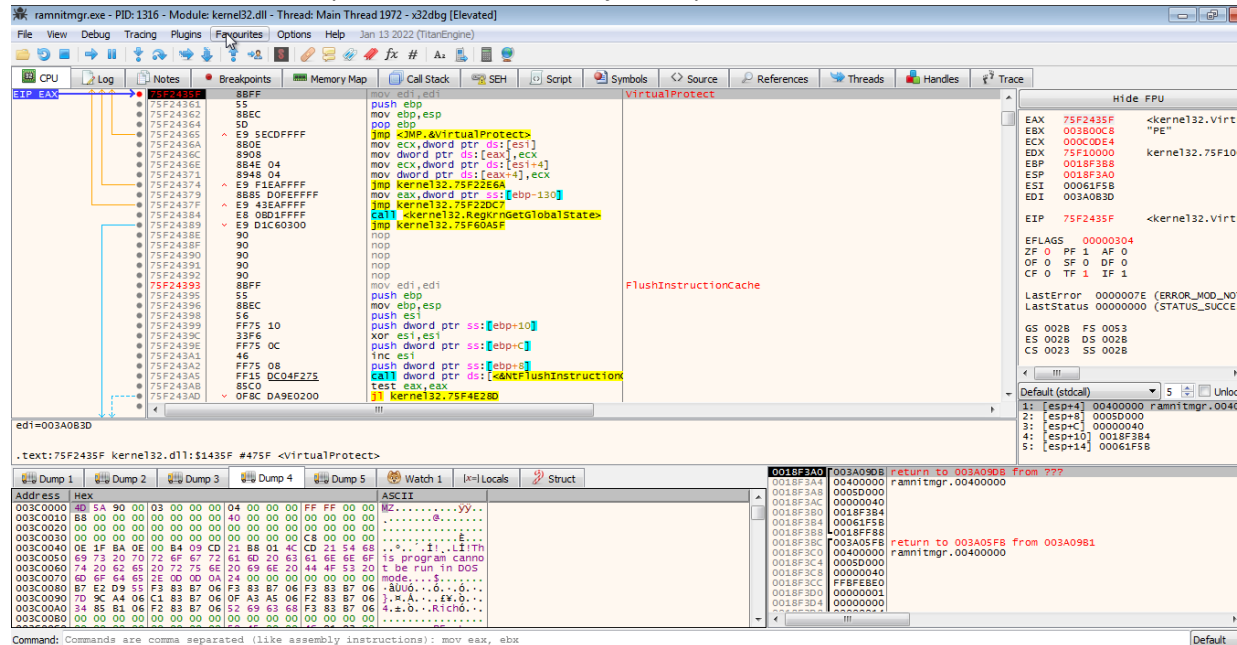 ramnitmgr.exe - PID: 1316 - Module: kernel32.dll - Thread: Main Thread 1972 - x32dbg [Elevated]
File View Debug Tracing Plugins Favourites Options Help Jan 13 2022 (TitanEngine)
CPU Log Notes Breakpoints Memory Map Call Stack SEH Script Symbols Source References Threads Handles Trace
EIP EAX 75F2435F 8BFF mov edi,edi VirtualProtect
75F24361 55 push ebp
75F24362 8BEC mov ebp,esp
75F24364 5D pop ebp
75F24365 E9 5ECDFFFF jmp <JMP.&VirtualProtect>
75F2436A 8B0E mov ecx,dword ptr ds:[esi]
75F2436C 8908 mov dword ptr ds:[eax],ecx
75F2436E 8B4E 04 mov ecx,dword ptr ds:[esi+4]
75F24371 8948 04 mov dword ptr ds:[eax+4],ecx
75F24374 E9 F1EAFFFF jmp kernel32.75F22E6A
75F24379 8B85 D0FEFFFF mov eax,dword ptr ss:[ebp-130]
75F2437F E9 43EAFFFF jmp kernel32.75F22DC7
75F24384 E8 0BD1FFFF call <kernel32.RegKrnGetGlobalState>
75F24389 E9 D1C60300 jmp kernel32.75F60A5F
75F2438E 90 nop
75F2438F 90 nop
75F24390 90 nop
75F24391 90 nop
75F24392 90 nop
75F24393 8BFF mov edi,edi FlushInstructionCache
75F24395 55 push ebp
75F24396 8BEC mov ebp,esp
75F24398 56 push esi
75F24399 FF75 10 push dword ptr ss:[ebp+10]
75F2439C 33F6 xor esi,esi
75F2439E FF75 0C push dword ptr ss:[ebp+C]
75F243A1 46 inc esi
75F243A2 FF75 08 push dword ptr ss:[ebp+8]
75F243A5 FF15 DC04F275 call dword ptr ds:[<&NtFlushInstruction
75F243AB 85C0 test eax,eax
75F243AD 0F8C DA9E0200 jl kernel32.75F4E28D
Hide FPU
EAX 75F2435F <kernel32.Virt
EBX 003B00C8 "PE"
ECX 000C0DE4
EDX 75F10000 kernel32.75F10
EBP 0018F3B8
ESP 0018F3A0
ESI 00061F5B
EDI 003A0B3D
EIP 75F2435F <kernel32.Virt
EFLAGS 00000304
ZF 0 PF 1 AF 0
OF 0 SF 0 DF 0
CF 0 TF 1 IF 1
LastError 0000007E (ERROR_MOD_NO
LastStatus 00000000 (STATUS_SUCCE
GS 002B FS 0053
ES 002B DS 002B
CS 0023 SS 002B
Default (stdcall) 5 Unloc
1: [esp+4] 00400000 ramnitmgr.0040
2: [esp+8] 0005D000
3: [esp+C] 00000040
4: [esp+10] 0018F3B4
5: [esp+14] 00061F5B
edi=003A0B3D
.text:75F2435F kernel32.dll:$1435F #475F <VirtualProtect>
Dump 1 Dump 2 Dump 3 Dump 4 Dump 5 Watch 1 [x=] Locals Struct
Address Hex ASCII
003C0000 4D 5A 90 00 03 00 00 00 04 00 00 00 FF FF 00 00 MZ..........ÿÿ..
003C0010 B8 00 00 00 00 00 00 00 40 00 00 00 00 00 00 00 ........@.......
003C0020 00 00 00 00 00 00 00 00 00 00 00 00 00 00 00 00 ................
003C0030 00 00 00 00 00 00 00 00 00 00 00 00 C8 00 00 00 ............È...
003C0040 0E 1F BA 0E 00 B4 09 CD 21 B8 01 4C CD 21 54 68 ..º..´.Í!¸.LÍ!Th
003C0050 69 73 20 70 72 6F 67 72 61 6D 20 63 61 6E 6E 6F is program canno
003C0060 74 20 62 65 20 72 75 6E 20 69 6E 20 44 4F 53 20 t be run in DOS
003C0070 6D 6F 64 65 2E 0D 0D 0A 24 00 00 00 00 00 00 00 mode....$.......
003C0080 B7 E2 D9 55 F3 83 B7 06 F3 83 B7 06 F3 83 B7 06 ·âÙUó.·.ó.·.ó.·.
003C0090 7D 9C A4 06 C1 83 B7 06 0F A3 A5 06 F2 83 B7 06 }.¤.Á.·..£¥.ò.·.
003C00A0 34 85 B1 06 F2 83 B7 06 52 69 63 68 F3 83 B7 06 4.±.ò.·.Richó.·.
003C00B0 00 00 00 00 00 00 00 00 00 00 00 00 00 00 00 00 ................
0018F3A0 003A09DB return to 003A09DB from ???
0018F3A4 00400000 ramnitmgr.00400000
0018F3A8 0005D000
0018F3AC 00000040
0018F3B0 0018F3B4
0018F3B4 00061F5B
0018F3B8 0018FF88
0018F3BC 003A05FB return to 003A05FB from 003A09B1
0018F3C0 00400000 ramnitmgr.00400000
0018F3C4 0005D000
0018F3C8 00000040
0018F3CC FFBFEBE0
0018F3D0 00000001
0018F3D4 00000000
Command: Commands are comma separated (like assembly instructions): mov eax, ebx Default